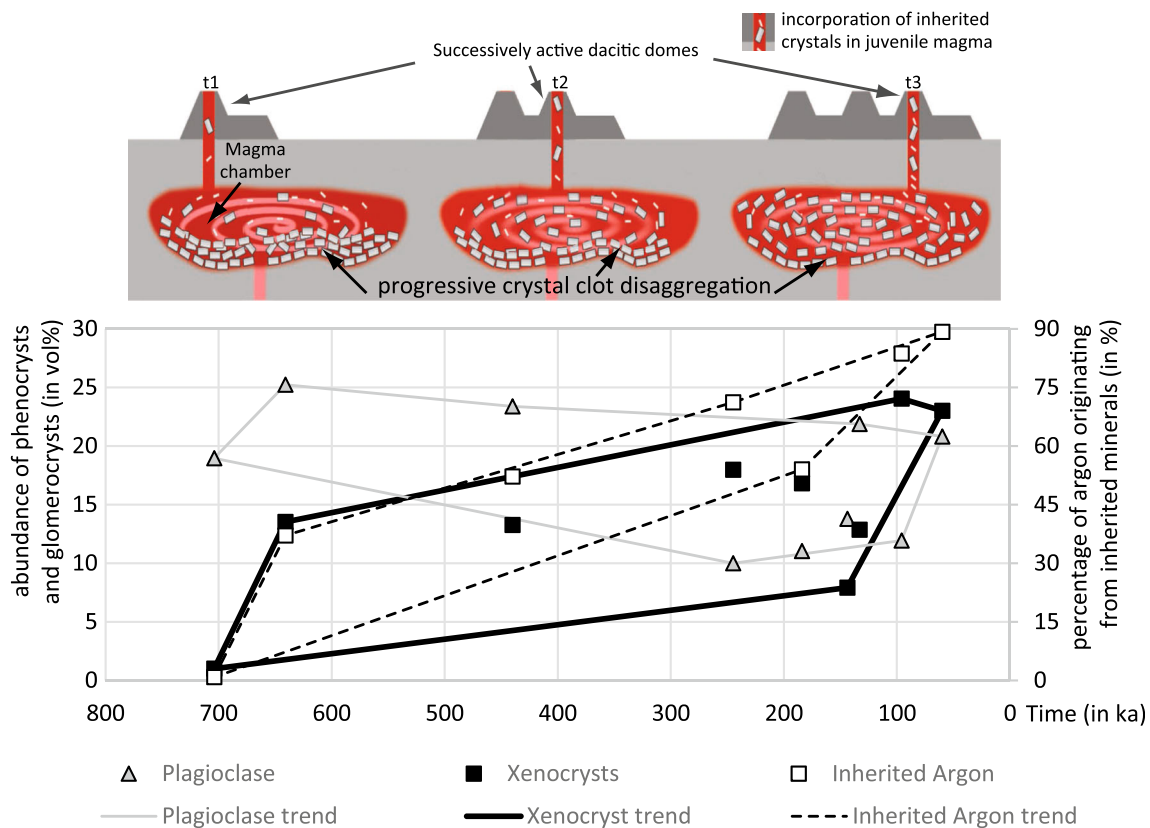 incorporation of inherited
crystals in juvenile magma
Successively active dacitic domes
t1
t2
t3
Magma
chamber
progressive crystal clot disaggregation
abundance of phenocrysts
and glomerocrysts (in vol%)
30
25
20
15
10
5
0
90
75
60
45
30
15
0
percentage of argon originating
from inherited minerals (in %)
800 700 600 500 400 300 200 100 0 Time (in ka)
Plagioclase Xenocrysts Inherited Argon
Plagioclase trend Xenocryst trend Inherited Argon trend